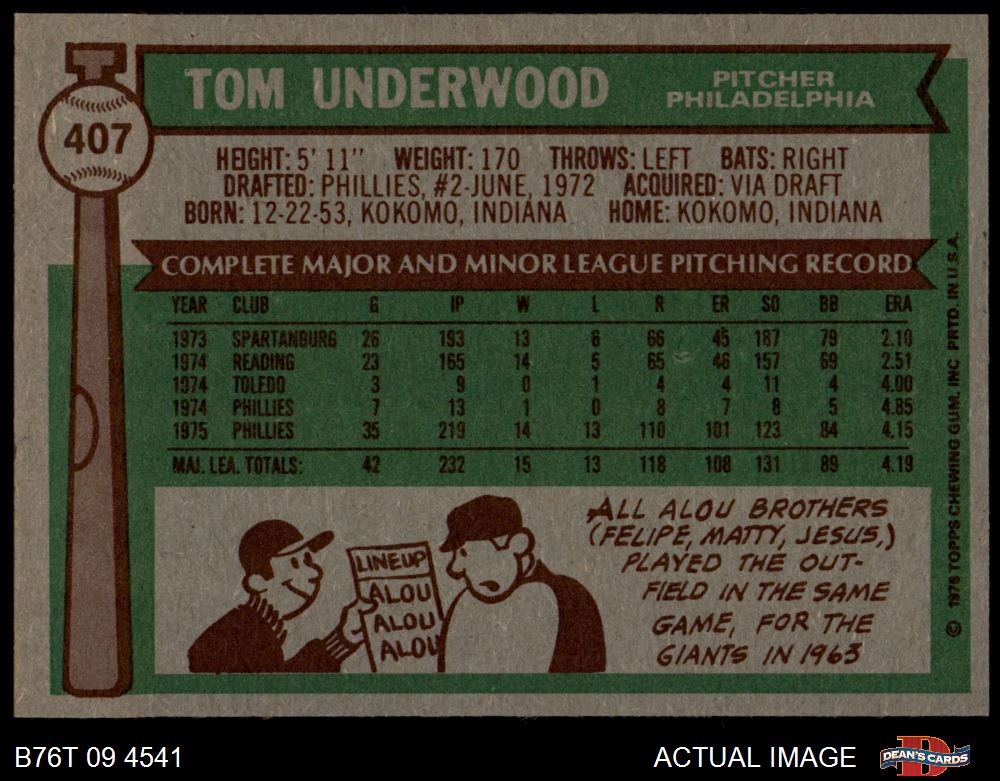 TOM UNDERWOOD
PITCHER
PHILADELPHIA
407
HEIGHT: 5' 11" WEIGHT: 170 THROWS: LEFT BATS: RIGHT
DRAFTED: PHILLIES, #2-JUNE, 1972 ACQUIRED: VIA DRAFT
BORN: 12-22-53, KOKOMO, INDIANA HOME: KOKOMO, INDIANA
COMPLETE MAJOR AND MINOR LEAGUE PITCHING RECORD
YEAR CLUB G IP W L R ER SO BB ERA
1973 SPARTANBURG 26 193 13 6 66 45 187 79 2.10
1974 READING 23 165 14 5 65 46 157 69 2.51
1974 TOLEDO 3 9 0 1 4 4 11 4 4.00
1974 PHILLIES 7 13 1 0 8 7 8 5 4.85
1975 PHILLIES 35 219 14 13 110 101 123 84 4.15
MAJ. LEA. TOTALS: 42 232 15 13 118 108 131 89 4.19
LINEUP
ALOU
ALOU
ALOU
ALL ALOU BROTHERS
(FELIPE, MATTY, JESUS,)
PLAYED THE OUT-
FIELD IN THE SAME
GAME, FOR THE
GIANTS IN 1963
© 1976 TOPPS CHEWING GUM, INC PRTD. IN U.S.A.
B76T 09 4541
ACTUAL IMAGE
DEAN'S CARDS